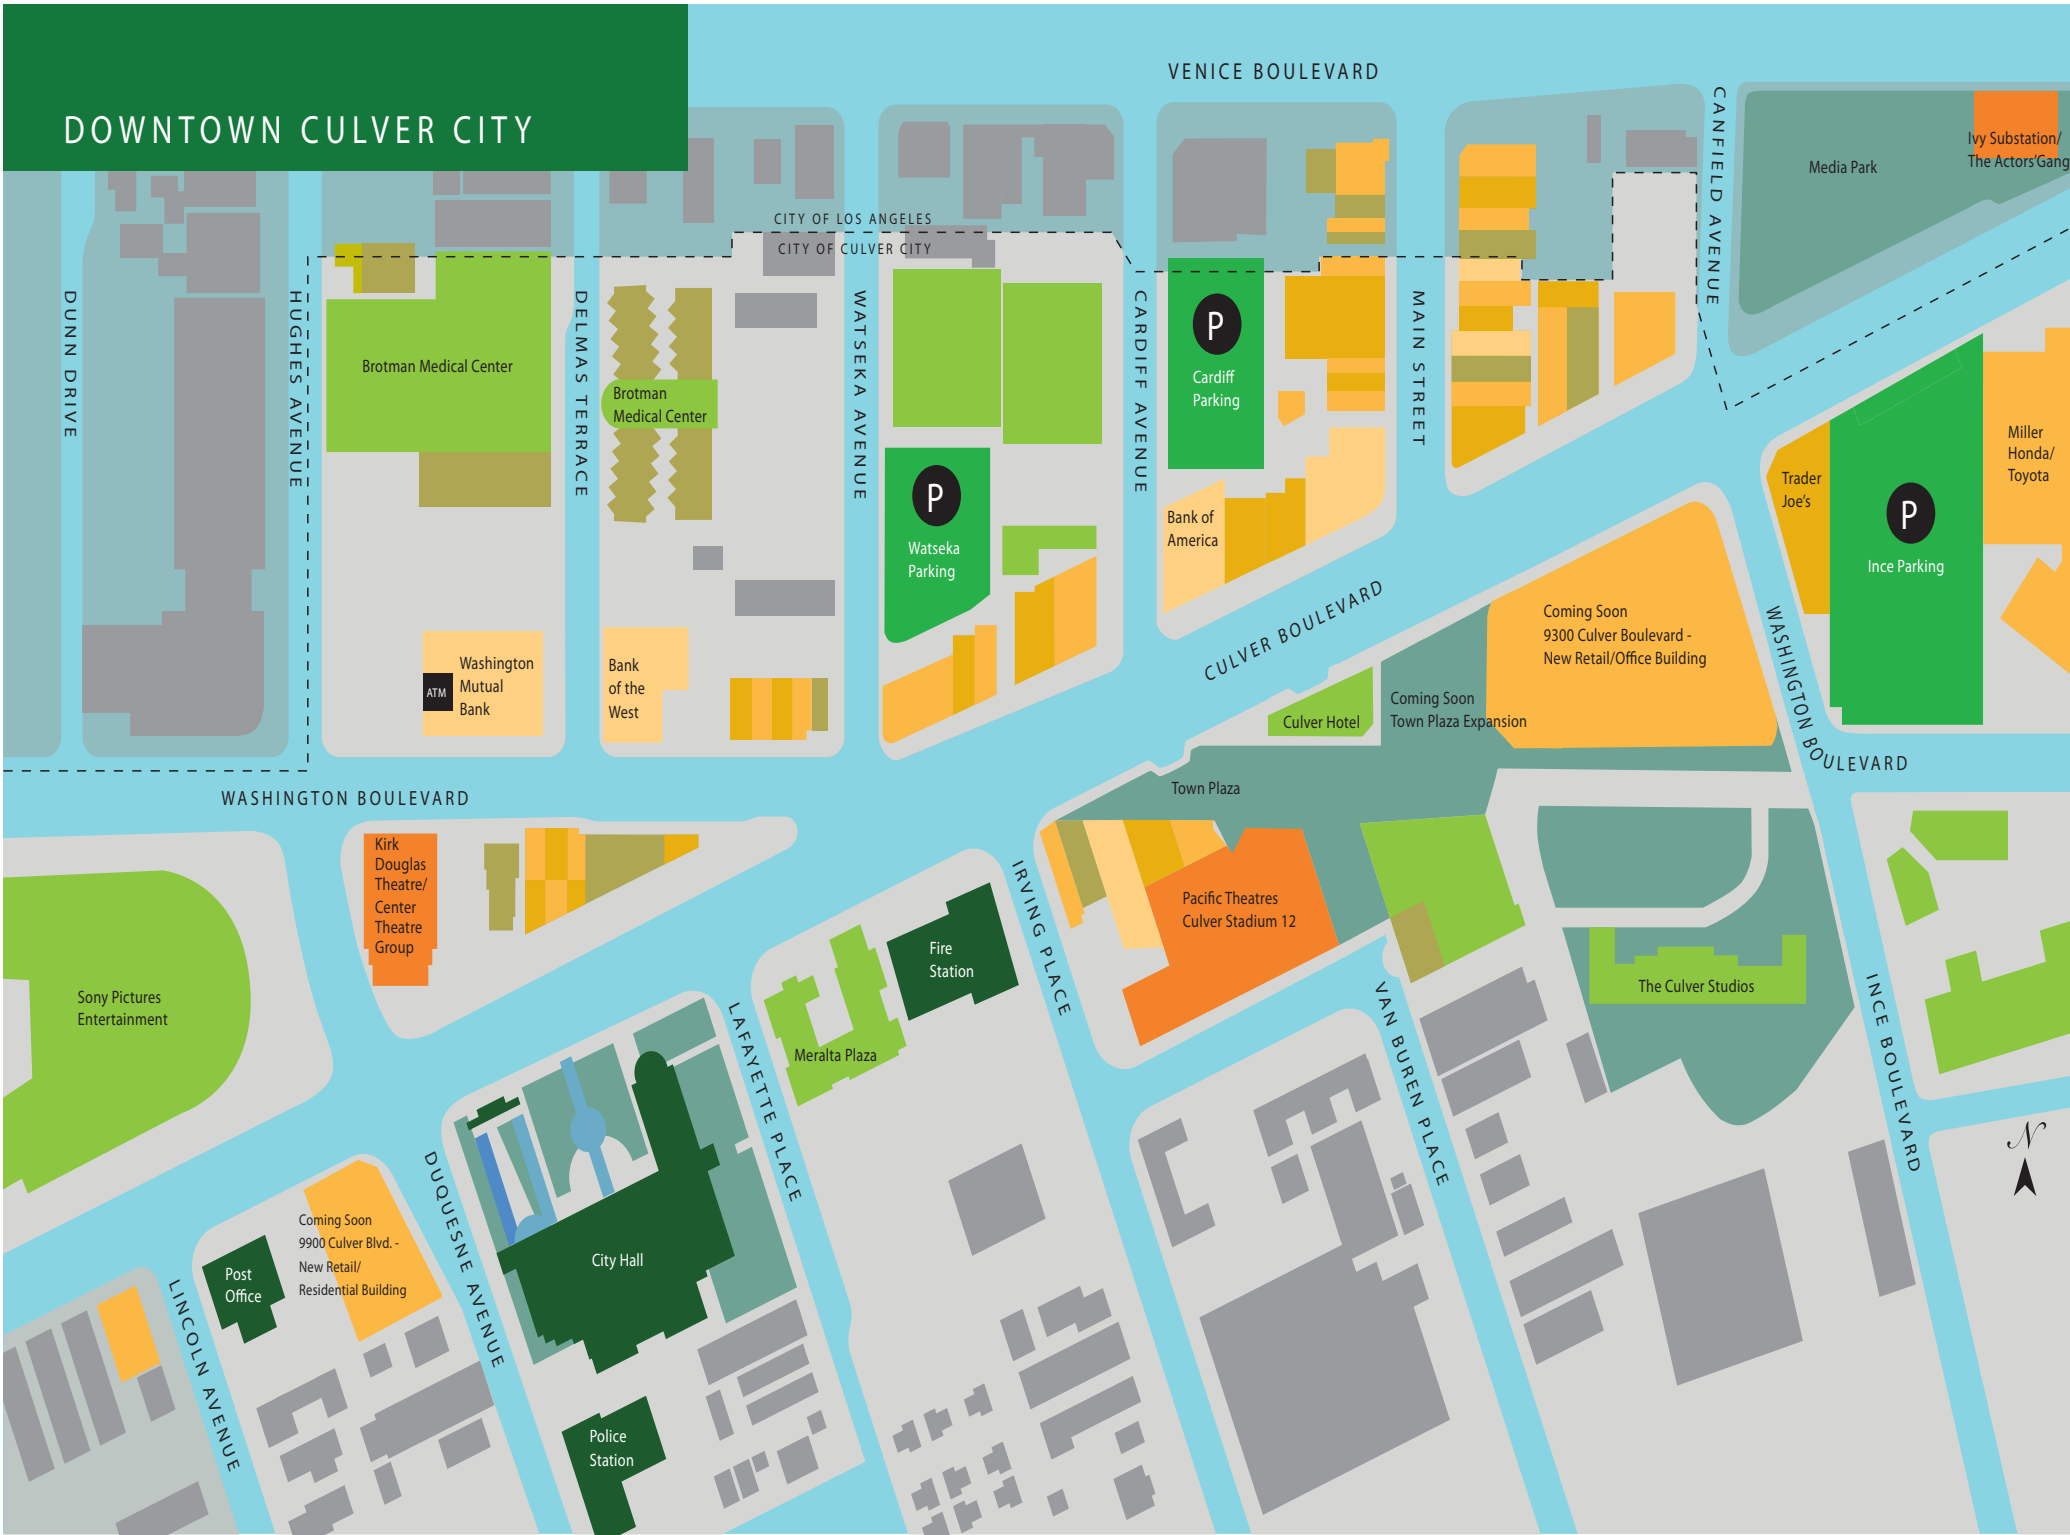 DOWNTOWN CULVER CITY
VENICE BOULEVARD
CANFIELD AVENUE
Media Park
Ivy Substation/
The Actors'Gang
CITY OF LOS ANGELES
CITY OF CULVER CITY
DUNN DRIVE
HUGHES AVENUE
DELMAS TERRACE
WATSEKA AVENUE
CARDIFF AVENUE
MAIN STREET
Brotman Medical Center
Brotman
Medical Center
P
Cardiff
Parking
P
Watseka
Parking
Bank of
America
Trader
Joe's
P
Ince Parking
Miller
Honda/
Toyota
CULVER BOULEVARD
Coming Soon
9300 Culver Boulevard -
New Retail/Office Building
WASHINGTON BOULEVARD
ATM
Washington
Mutual
Bank
Bank
of the
West
Culver Hotel
Coming Soon
Town Plaza Expansion
Town Plaza
WASHINGTON BOULEVARD
Kirk
Douglas
Theatre/
Center
Theatre
Group
IRVING PLACE
Pacific Theatres
Culver Stadium 12
Fire
Station
Sony Pictures
Entertainment
LAFAYETTE PLACE
Meralta Plaza
VAN BUREN PLACE
The Culver Studios
INCE BOULEVARD
N
DUQUESNE AVENUE
Coming Soon
9900 Culver Blvd. -
New Retail/
Residential Building
Post
Office
City Hall
LINCOLN AVENUE
Police
Station